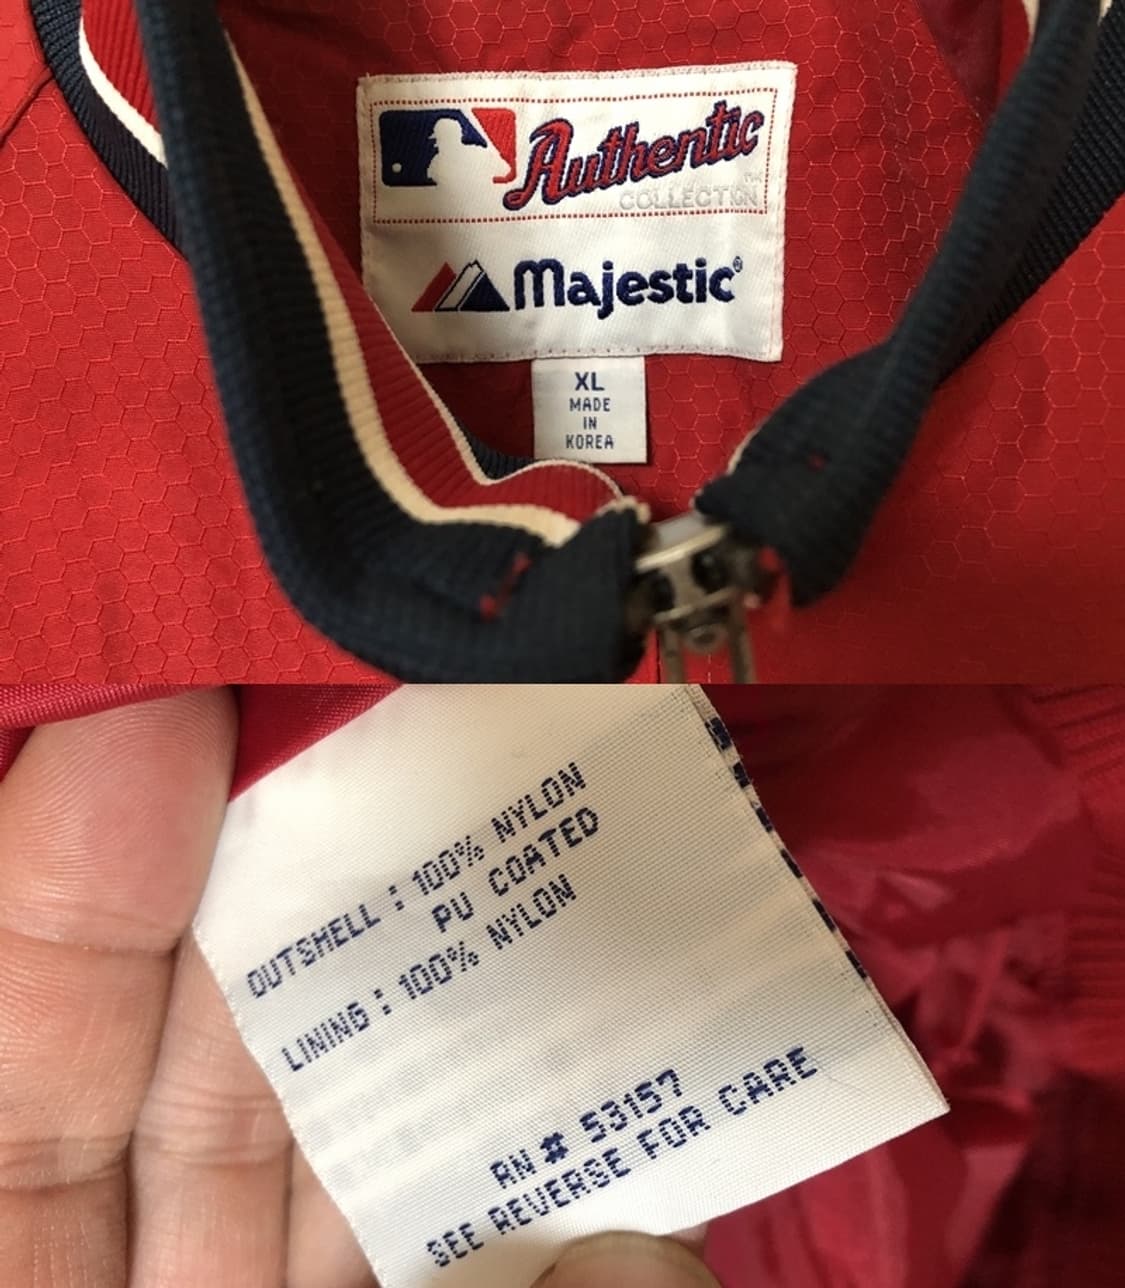 Authentic
COLLECTION™
Majestic®
XL
MADE
IN
KOREA
OUTSHELL : 100% NYLON
PU COATED
LINING : 100% NYLON
RN # 53157
SEE REVERSE FOR CARE